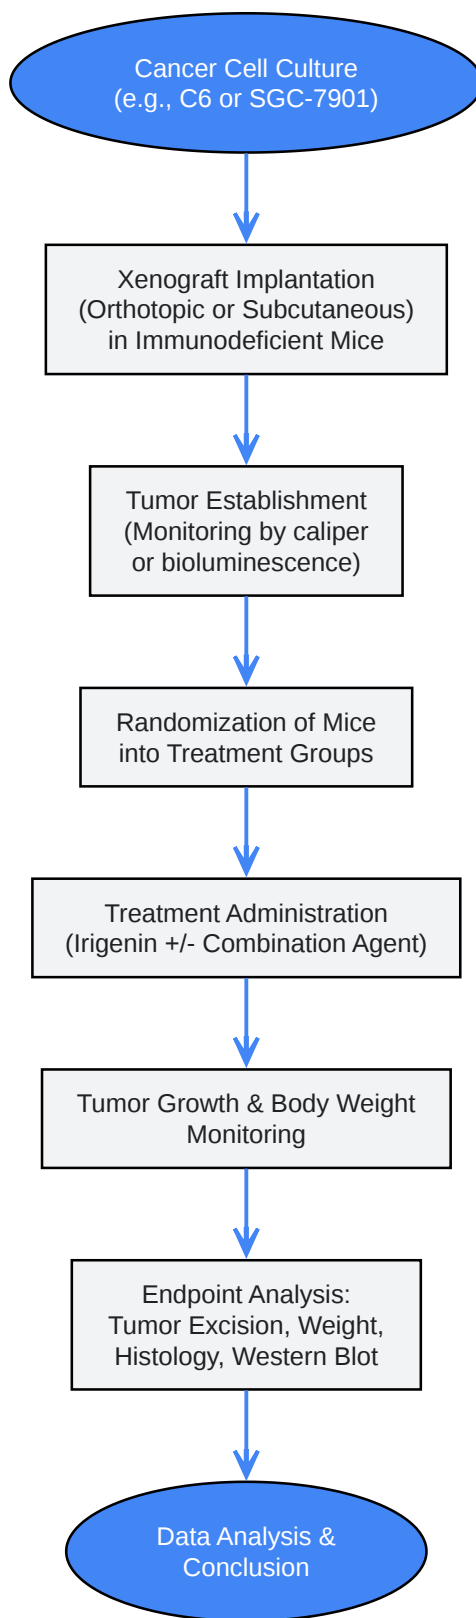 Cancer Cell Culture
(e.g., C6 or SGC-7901)
Xenograft Implantation
(Orthotopic or Subcutaneous)
in Immunodeficient Mice
Tumor Establishment
(Monitoring by caliper
or bioluminescence)
Randomization of Mice
into Treatment Groups
Treatment Administration
(Irigenin +/- Combination Agent)
Tumor Growth & Body Weight
Monitoring
Endpoint Analysis:
Tumor Excision, Weight,
Histology, Western Blot
Data Analysis &
Conclusion